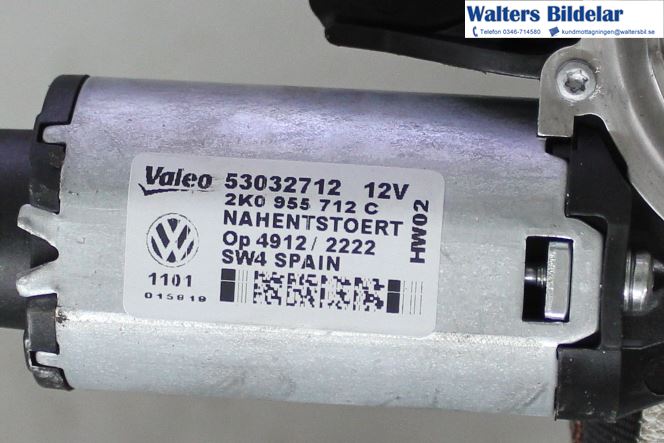 Walters Bildelar
Telefon 0346-714580 kundmottagningen@waltersbil.se
Valeo 53032712 12V
2K0 955 712 C
NAHENTSTOERT
Op 4912 / 2222
SW4 SPAIN
HW02
1101
015819